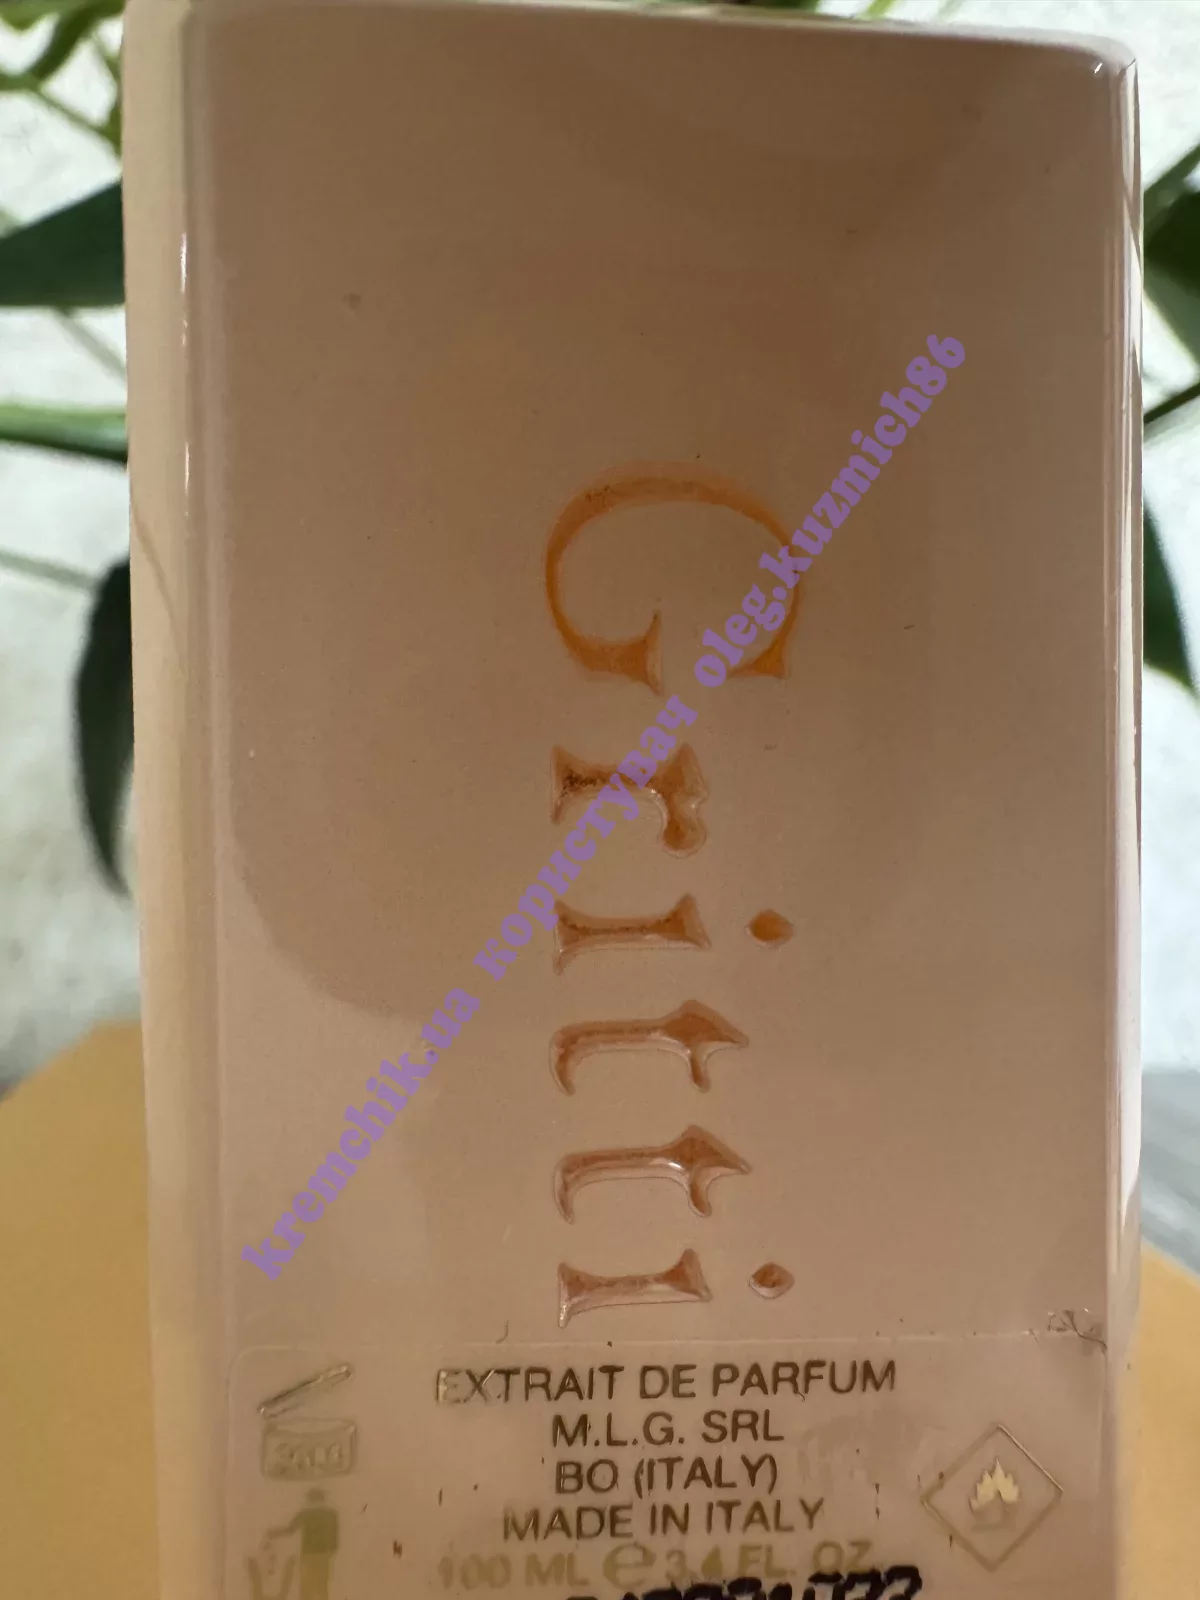 Gritti
kremchik.ua користувач oleg.kuzmich86
EXTRAIT DE PARFUM
M.L.G. SRL
BO (ITALY)
MADE IN ITALY
100 ML e 3.4 FL. OZ.